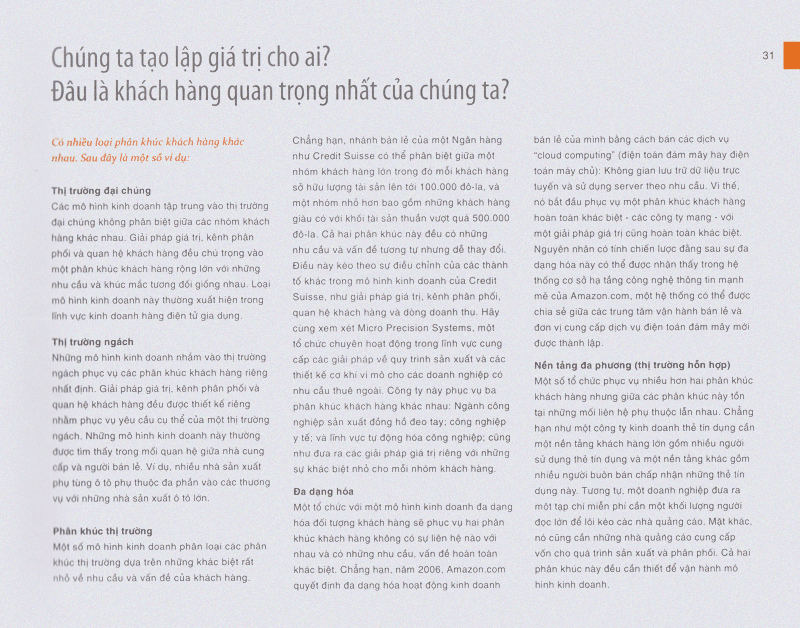 Chúng ta tạo lập giá trị cho ai?
31
Đâu là khách hàng quan trọng nhất của chúng ta?
Có nhiều loại phân khúc khách hàng khác
nhau. Sau đây là một số ví dụ:
Thị trường đại chúng
Các mô hình kinh doanh tập trung vào thị trường
đại chúng không phân biệt giữa các nhóm khách
hàng khác nhau. Giải pháp giá trị, kênh phân
phối và quan hệ khách hàng đều chú trọng vào
một phân khúc khách hàng rộng lớn với những
nhu cầu và khúc mắc tương đối giống nhau. Loại
mô hình kinh doanh này thường xuất hiện trong
lĩnh vực kinh doanh hàng điện tử gia dụng.
Thị trường ngách
Những mô hình kinh doanh nhắm vào thị trường
ngách phục vụ các phân khúc khách hàng riêng
nhất định. Giải pháp giá trị, kênh phân phối và
quan hệ khách hàng đều được thiết kế riêng
nhằm phục vụ yêu cầu cụ thể của một thị trường
ngách. Những mô hình kinh doanh này thường
được tìm thấy trong mối quan hệ giữa nhà cung
cấp và người bán lẻ. Ví dụ, nhiều nhà sản xuất
phụ tùng ô tô phụ thuộc đa phần vào các thương
vụ với những nhà sản xuất ô tô lớn.
Phân khúc thị trường
Một số mô hình kinh doanh phân loại các phân
khúc thị trường dựa trên những khác biệt rất
nhỏ về nhu cầu và vấn đề của khách hàng.
Chẳng hạn, nhánh bán lẻ của một Ngân hàng
như Credit Suisse có thể phân biệt giữa một
nhóm khách hàng lớn trong đó mỗi khách hàng
sở hữu lượng tài sản lên tới 100.000 đô-la, và
một nhóm nhỏ hơn bao gồm những khách hàng
giàu có với khối tài sản thuần vượt quá 500.000
đô-la. Cả hai phân khúc này đều có những
nhu cầu và vấn đề tương tự nhưng dễ thay đổi.
Điều này kéo theo sự điều chỉnh của các thành
tố khác trong mô hình kinh doanh của Credit
Suisse, như giải pháp giá trị, kênh phân phối,
quan hệ khách hàng và dòng doanh thu. Hãy
cùng xem xét Micro Precision Systems, một
tổ chức chuyên hoạt động trong lĩnh vực cung
cấp các giải pháp về quy trình sản xuất và các
thiết kế cơ khí vi mô cho các doanh nghiệp có
nhu cầu thuê ngoài. Công ty này phục vụ ba
phân khúc khách hàng khác nhau: Ngành công
nghiệp sản xuất đồng hồ đeo tay; công nghiệp
y tế; và lĩnh vực tự động hóa công nghiệp; cũng
như đưa ra các giải pháp giá trị riêng với những
sự khác biệt nhỏ cho mỗi nhóm khách hàng.
Đa dạng hóa
Một tổ chức với một mô hình kinh doanh đa dạng
hóa đối tượng khách hàng sẽ phục vụ hai phân
khúc khách hàng không có sự liên hệ nào với
nhau và có những nhu cầu, vấn đề hoàn toàn
khác biệt. Chẳng hạn, năm 2006, Amazon.com
quyết định đa dạng hóa hoạt động kinh doanh
bán lẻ của mình bằng cách bán các dịch vụ
“cloud computing” (điện toán đám mây hay điện
toán máy chủ): Không gian lưu trữ dữ liệu trực
tuyến và sử dụng server theo nhu cầu. Vì thế,
nó bắt đầu phục vụ một phân khúc khách hàng
hoàn toàn khác biệt - các công ty mạng - với
một giải pháp giá trị cũng hoàn toàn khác biệt.
Nguyên nhân có tính chiến lược đằng sau sự đa
dạng hóa này có thể được nhận thấy trong hệ
thống cơ sở hạ tầng công nghệ thông tin mạnh
mẽ của Amazon.com, một hệ thống có thể được
chia sẻ giữa các trung tâm vận hành bán lẻ và
đơn vị cung cấp dịch vụ điện toán đám mây mới
được thành lập.
Nền tảng đa phương (thị trường hỗn hợp)
Một số tổ chức phục vụ nhiều hơn hai phân khúc
khách hàng nhưng giữa các phân khúc này tồn
tại những mối liên hệ phụ thuộc lẫn nhau. Chẳng
hạn như một công ty kinh doanh thẻ tín dụng cần
một nền tảng khách hàng lớn gồm nhiều người
sử dụng thẻ tín dụng và một nền tảng khác gồm
nhiều người buôn bán chấp nhận những thẻ tín
dụng này. Tương tự, một doanh nghiệp đưa ra
một tạp chí miễn phí cần một khối lượng người
đọc lớn để lôi kéo các nhà quảng cáo. Mặt khác,
nó cũng cần những nhà quảng cáo cung cấp
vốn cho quá trình sản xuất và phân phối. Cả hai
phân khúc này đều cần thiết để vận hành mô
hình kinh doanh.